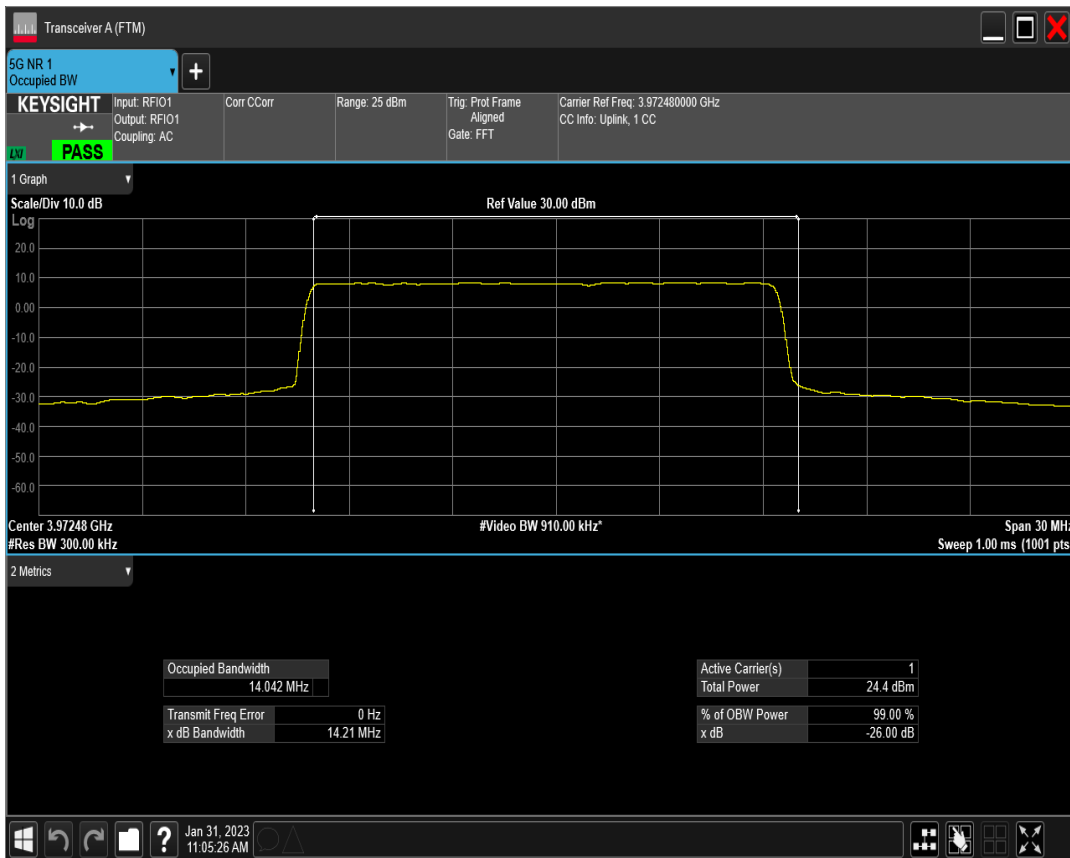 Transceiver A (FTM)
5G NR 1
Occupied BW
+
KEYSIGHT
LXI
PASS
Input: RFIO1
Output: RFIO1
Coupling: AC
Corr CCorr
Range: 25 dBm
Trig: Prot Frame
Aligned
Gate: FFT
Carrier Ref Freq: 3.972480000 GHz
CC Info: Uplink, 1 CC
1 Graph
Scale/Div 10.0 dB
Ref Value 30.00 dBm
Log
20.0
10.0
0.00
-10.0
-20.0
-30.0
-40.0
-50.0
-60.0
Center 3.97248 GHz
#Video BW 910.00 kHz*
Span 30 MHz
#Res BW 300.00 kHz
Sweep 1.00 ms (1001 pts
2 Metrics
Occupied Bandwidth
14.042 MHz
Transmit Freq Error 0 Hz
x dB Bandwidth 14.21 MHz
Active Carrier(s) 1
Total Power 24.4 dBm
% of OBW Power 99.00 %
x dB -26.00 dB
?
Jan 31, 2023
11:05:26 AM